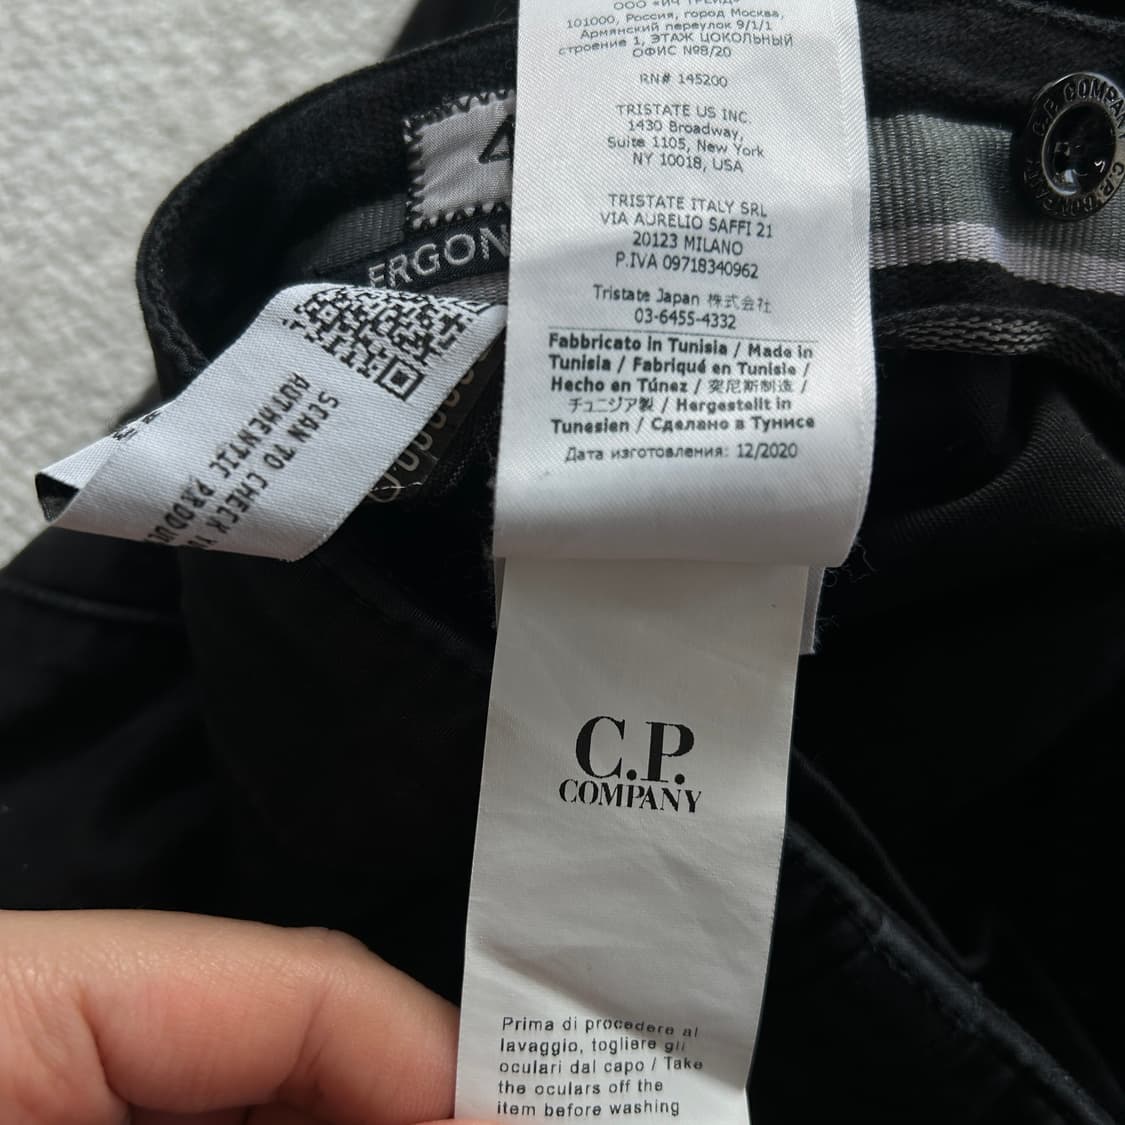 ООО «ИЧ ТРЕЙД»
101000, Россия, город Москва,
Армянский переулок 9/1/1
строение 1, ЭТАЖ ЦОКОЛЬНЫЙ
ОФИС №8/20
RN# 145200
TRISTATE US INC.
1430 Broadway,
Suite 1105, New York
NY 10018, USA
TRISTATE ITALY SRL
VIA AURELIO SAFFI 21
20123 MILANO
P.IVA 09718340962
Tristate Japan 株式会社
03-6455-4332
Fabbricato in Tunisia / Made in
Tunisia / Fabriqué en Tunisie /
Hecho en Túnez / 突尼斯制造 /
チュニジア製 / Hergestellt in
Tunesien / Сделано в Тунисе
Дата изготовления: 12/2020
C.P. COMPANY
C.P. COMPANY
ERGON
SCAN TO CHECK
AUTHENTIC
C.P.
COMPANY
Prima di procedere al
lavaggio, togliere gli
oculari dal capo / Take
the oculars off the
item before washing